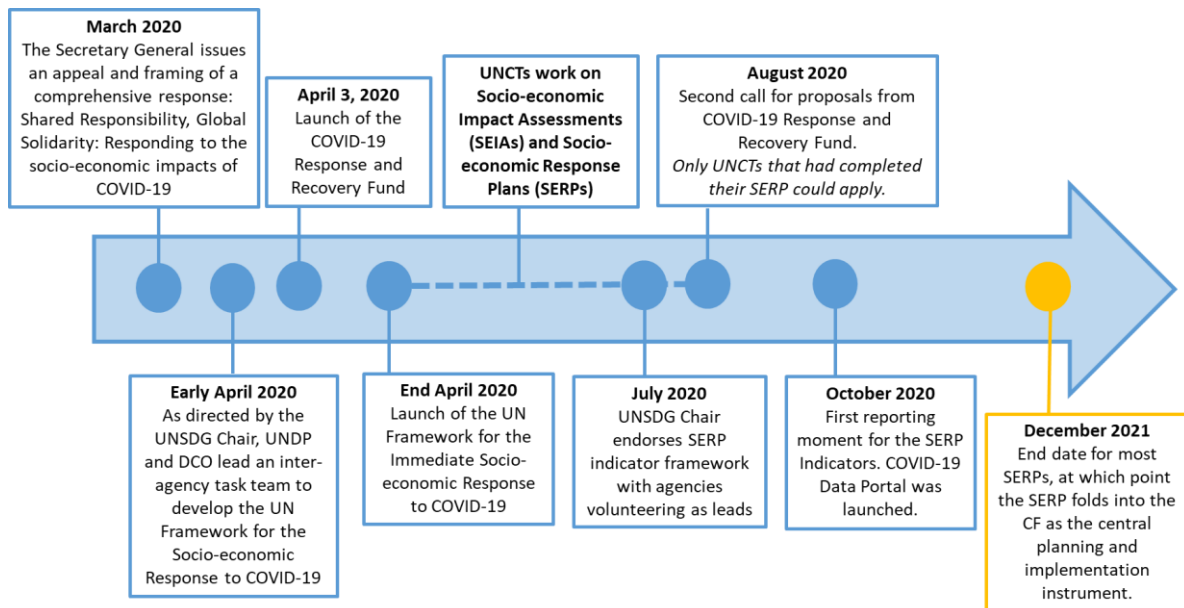 March 2020
The Secretary General issues
an appeal and framing of a
comprehensive response:
Shared Responsibility, Global
Solidarity: Responding to the
socio-economic impacts of
COVID-19
April 3, 2020
Launch of the
COVID-19
Response and
Recovery Fund
UNCTs work on
Socio-economic
Impact Assessments
(SEIAs) and Socio-
economic Response
Plans (SERPs)
August 2020
Second call for proposals from
COVID-19 Response and
Recovery Fund.
Only UNCTs that had completed
their SERP could apply.
Early April 2020
As directed by the
UNSDG Chair, UNDP
and DCO lead an inter-
agency task team to
develop the UN
Framework for the
Socio-economic
Response to COVID-19
End April 2020
Launch of the UN
Framework for the
Immediate Socio-
economic Response
to COVID-19
July 2020
UNSDG Chair
endorses SERP
indicator framework
with agencies
volunteering as leads
October 2020
First reporting
moment for the SERP
Indicators. COVID-19
Data Portal was
launched.
December 2021
End date for most
SERPs, at which point
the SERP folds into the
CF as the central
planning and
implementation
instrument.